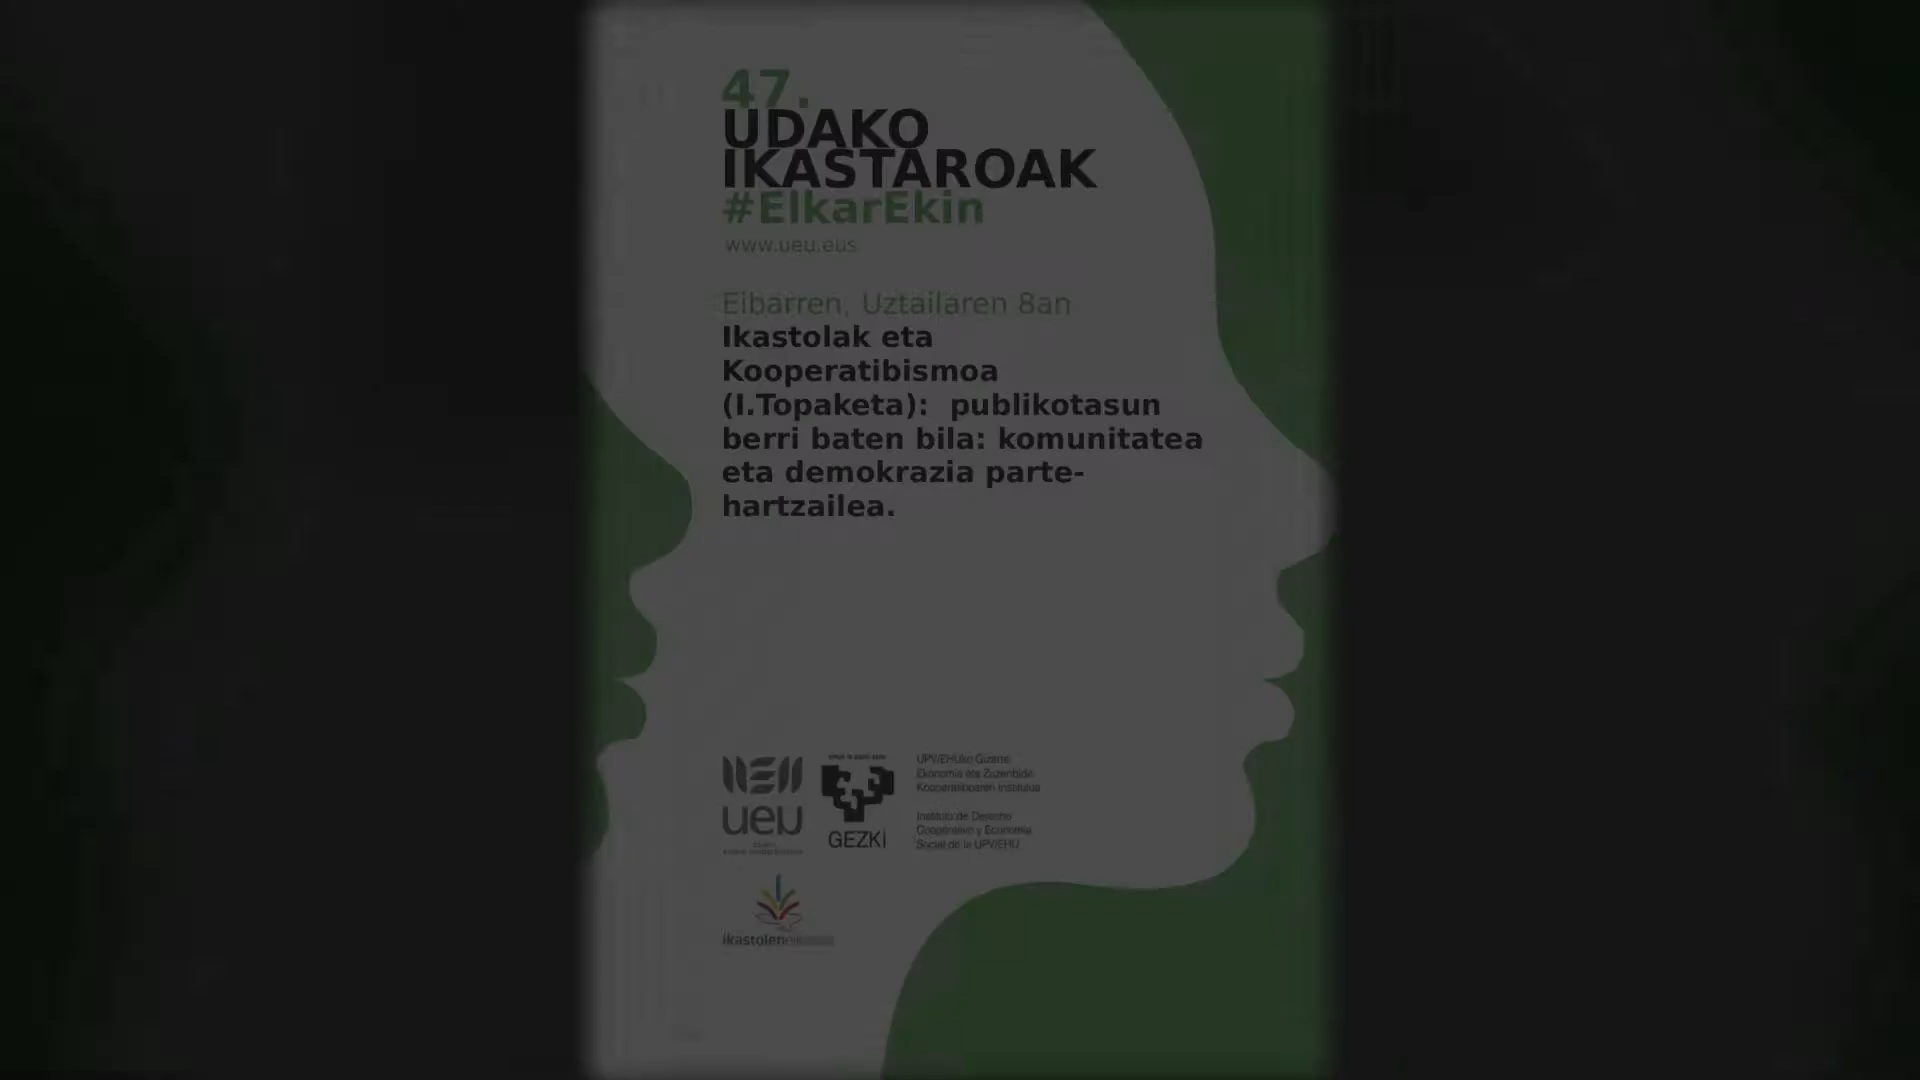 47.
UDAKO
IKASTAROAK
#ElkarEkin
www.ueu.eus
Eibarren, Uztailaren 8an
Ikastolak eta
Kooperatibismoa
(I.Topaketa): publikotasun
berri baten bila: komunitatea
eta demokrazia parte-
hartzailea.
ueu
GEZKi
UPV/EHUko Gizarte
Ekonomia eta Zuzenbide
Kooperatiboaren Institutua
Instituto de Derecho
Cooperativo y Economía
Social de la UPV/EHU
ikastolenelkartea